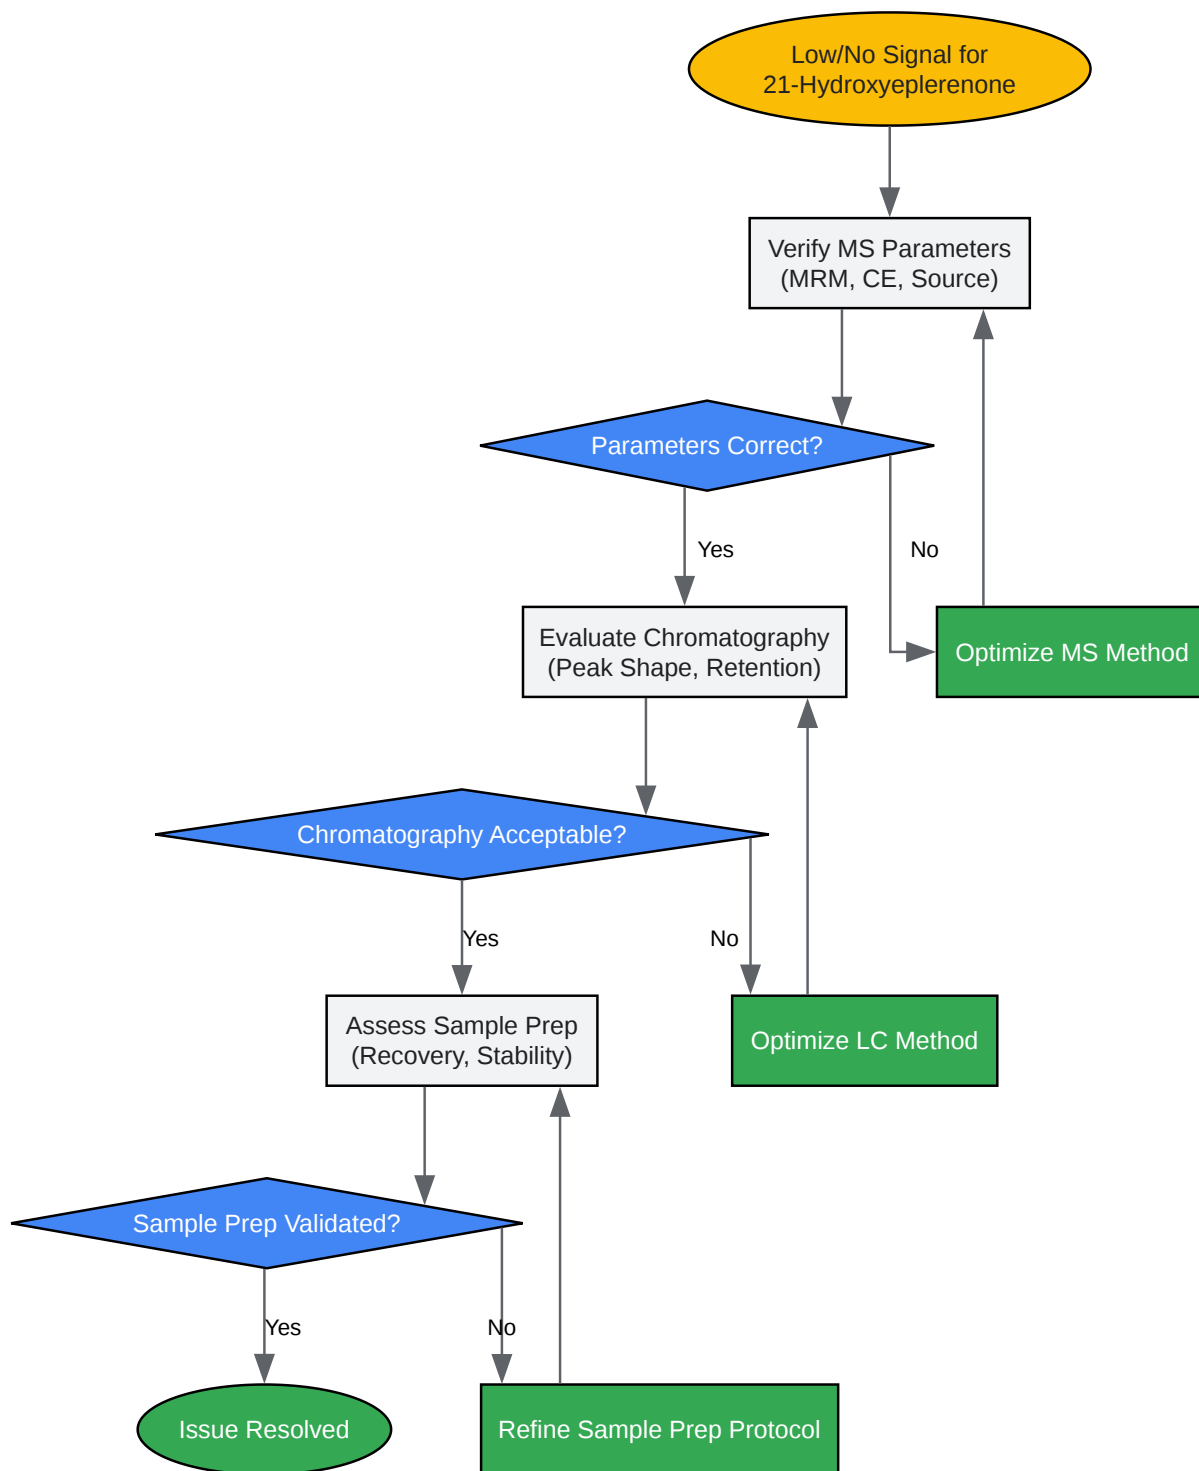 Low/No Signal for
21-Hydroxyeplerenone
Verify MS Parameters
(MRM, CE, Source)
Parameters Correct?
Yes
No
Evaluate Chromatography
(Peak Shape, Retention)
Optimize MS Method
Chromatography Acceptable?
Yes
No
Assess Sample Prep
(Recovery, Stability)
Optimize LC Method
Sample Prep Validated?
Yes
No
Issue Resolved
Refine Sample Prep Protocol